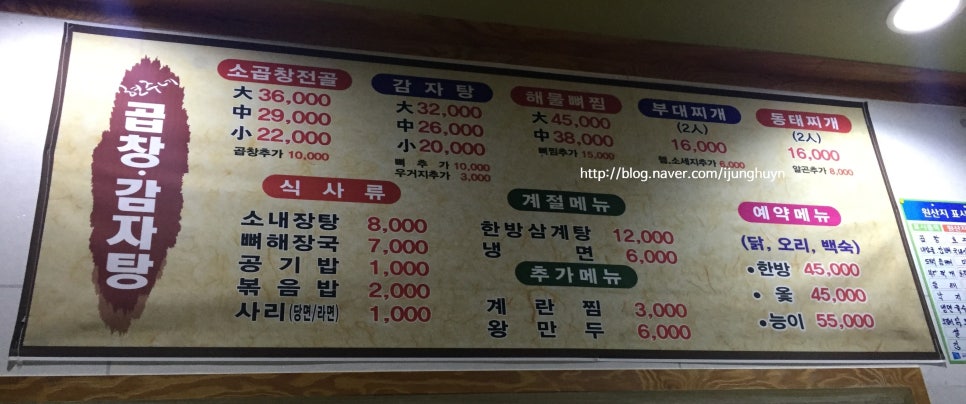 곱창·감자탕
소곱창전골
大 36,000
中 29,000
小 22,000
곱창추가 10,000
감자탕
大 32,000
中 26,000
小 20,000
뼈추가 10,000
우거지추가 3,000
해물뼈찜
大 45,000
中 38,000
뼈찜추가 15,000
부대찌개
(2人)
16,000
햄,소세지추가 6,000
동태찌개
(2人)
16,000
알곤추가 8,000
http://blog.naver.com/ijunghuyn
식사류
소내장탕 8,000
뼈해장국 7,000
공기밥 1,000
볶음밥 2,000
사리(당면/라면) 1,000
계절메뉴
한방삼계탕 12,000
냉면 6,000
추가메뉴
계란찜 3,000
왕만두 6,000
예약메뉴
(닭, 오리, 백숙)
•한방 45,000
•옻 45,000
•능이 55,000
원산지 표시